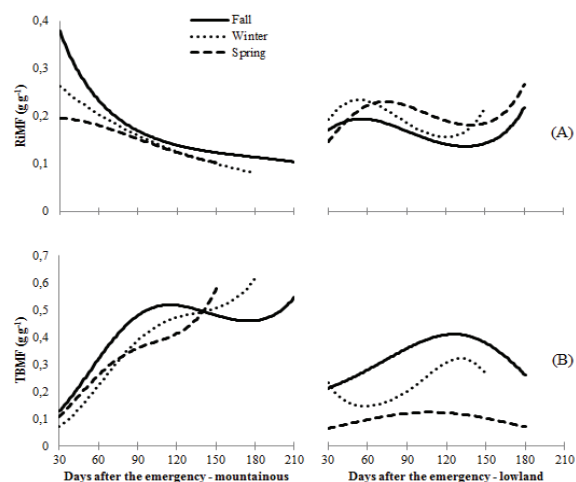 0,4
0,3
0,2
0,1
0
RiMF (g g-1)
Fall
Winter
Spring
(A)
0,7
0,6
0,5
0,4
0,3
0,2
0,1
0
TBMF (g g-1)
(B)
30 60 90 120 150 180 210
30 60 90 120 150 180 210
Days after the emergency - mountainous
Days after the emergency - lowland